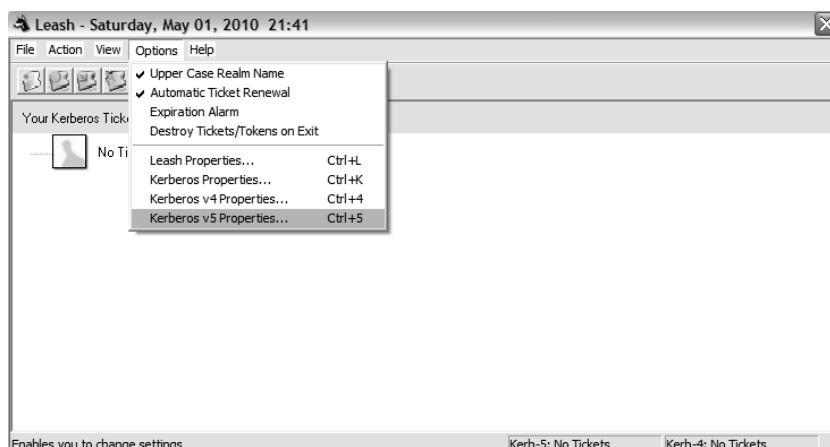 Leash - Saturday, May 01, 2010 21:41
File Action View Options Help
Upper Case Realm Name
Automatic Ticket Renewal
Expiration Alarm
Destroy Tickets/Tokens on Exit
Your Kerberos
No
Leash Properties... Ctrl+L
Kerberos Properties... Ctrl+K
Kerberos v4 Properties... Ctrl+4
Kerberos v5 Properties... Ctrl+5
Enables you to change settings
Kerb-5: No Tickets
Kerb-4: No Tickets